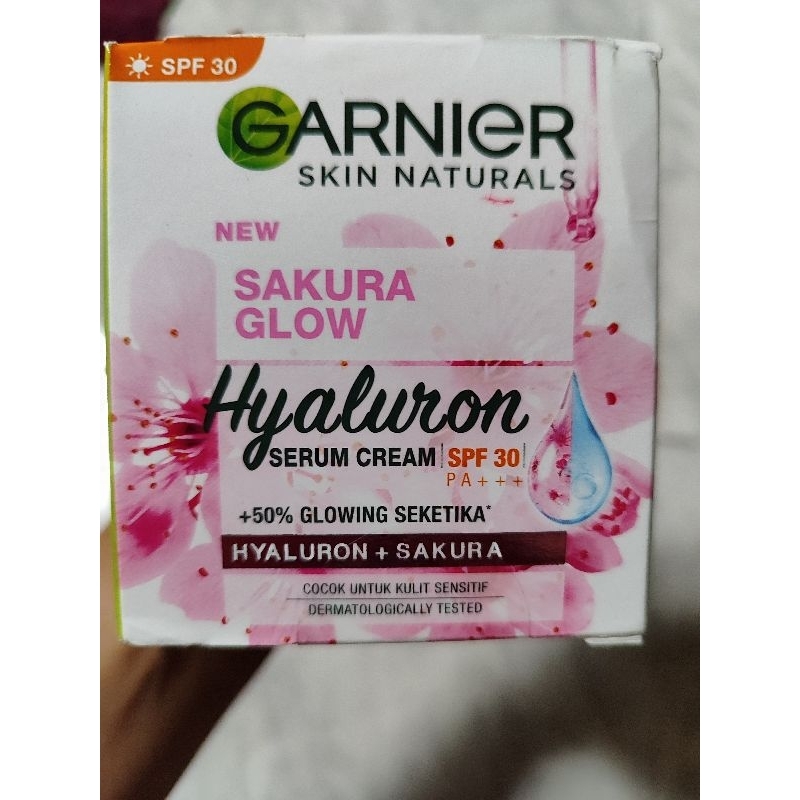 SPF 30
GARNIER
SKIN NATURALS
NEW
SAKURA
GLOW
Hyaluron
SERUM CREAM SPF 30
PA+++
+50% GLOWING SEKETIKA*
HYALURON + SAKURA
COCOK UNTUK KULIT SENSITIF
DERMATOLOGICALLY TESTED